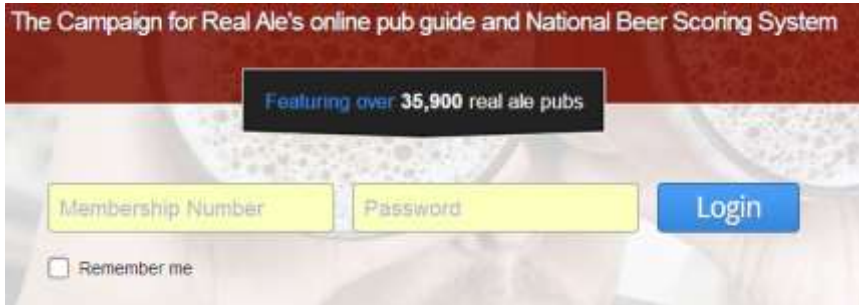 The Campaign for Real Ale's online pub guide and National Beer Scoring System
Featuring over 35,900 real ale pubs
Membership Number Password Login
Remember me